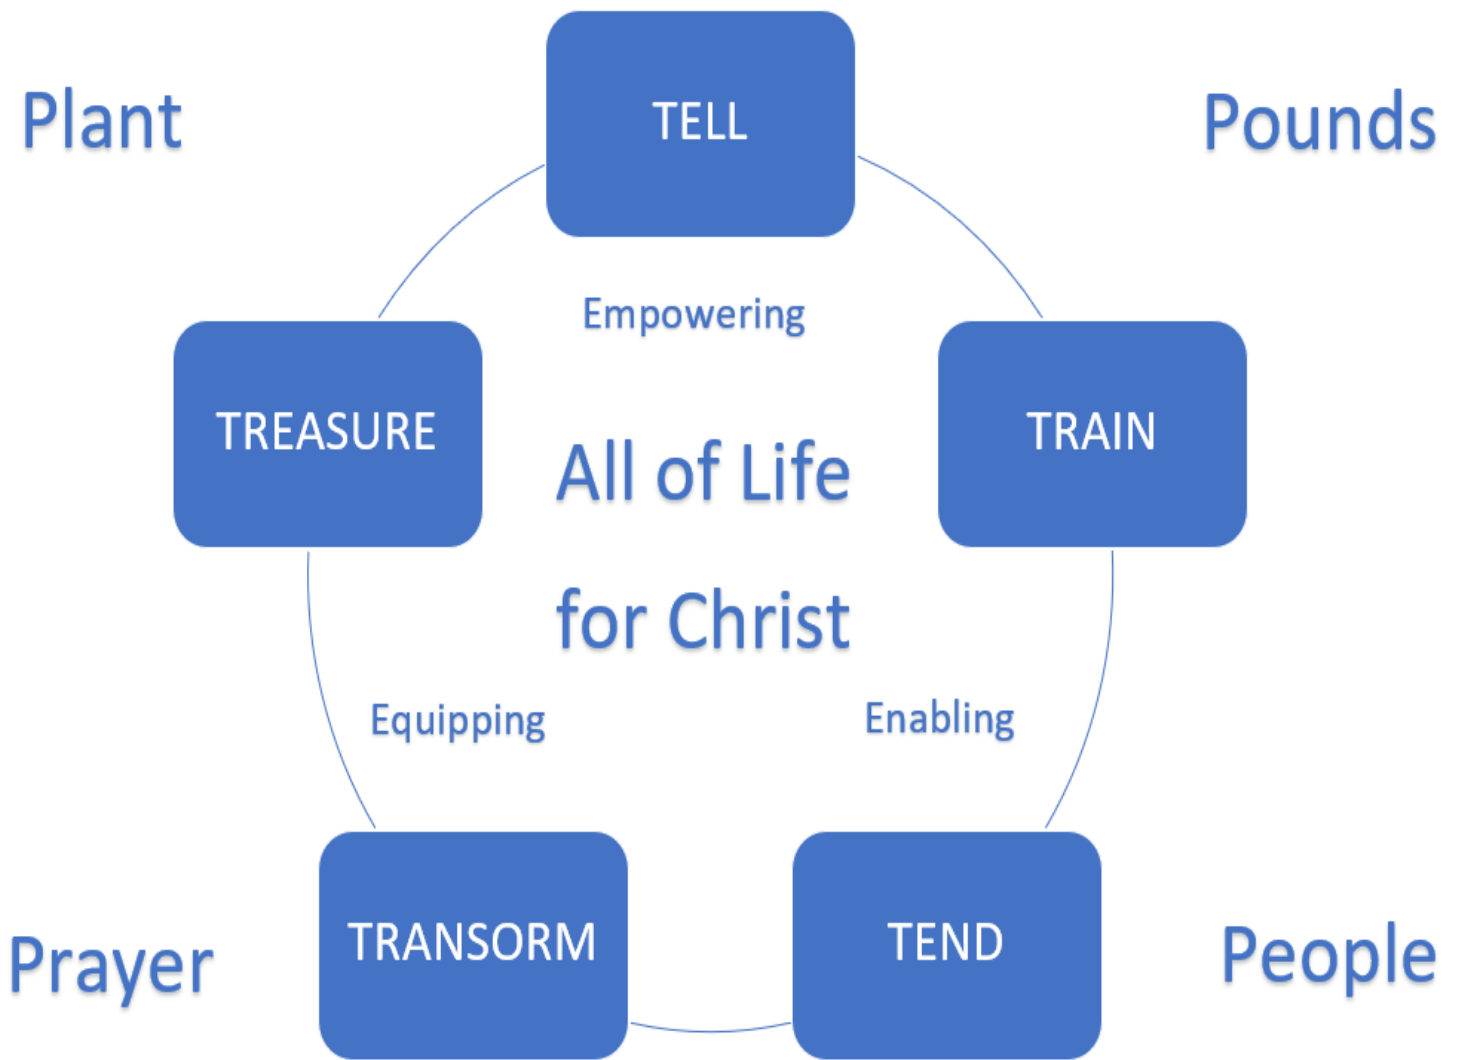 Plant
TELL
Pounds
Empowering
TREASURE
All of Life
TRAIN
for Christ
Equipping
Enabling
TRANSORM
TEND
Prayer
People